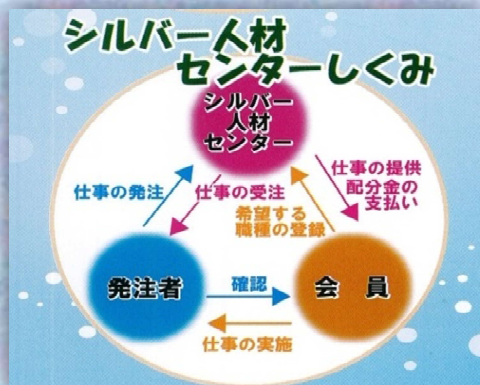 シルバー人材
センターしくみ
シルバー
人材
センター
仕事の発注
仕事の受注
仕事の提供
配分金の
支払い
希望する
職種の登録
発注者
確認
会員
仕事の実施